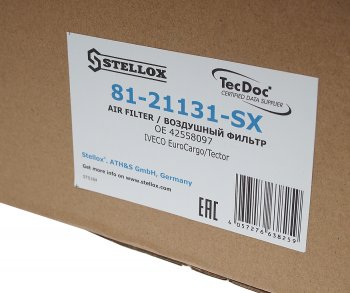 STELLOX
TecDoc
CERTIFIED DATA SUPPLIER
81-21131-SX
AIR FILTER / ВОЗДУШНЫЙ ФИЛЬТР
OE 42558097
IVECO EuroCargo/Tector
Stellox® ATH&S GmbH, Germany
Get more info on www.stellox.com
EAC
4 057276 638259